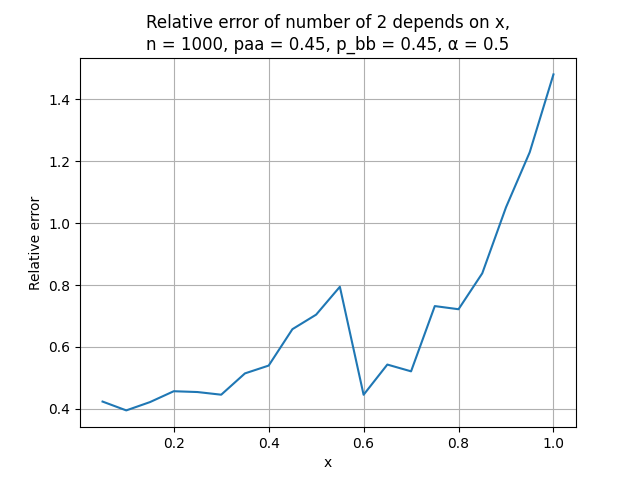 Relative error of number of 2 depends on x,
n = 1000, paa = 0.45, p_bb = 0.45, α = 0.5
1.4
1.2
1.0
0.8
0.6
0.4
Relative error
0.2
0.4
0.6
0.8
1.0
x